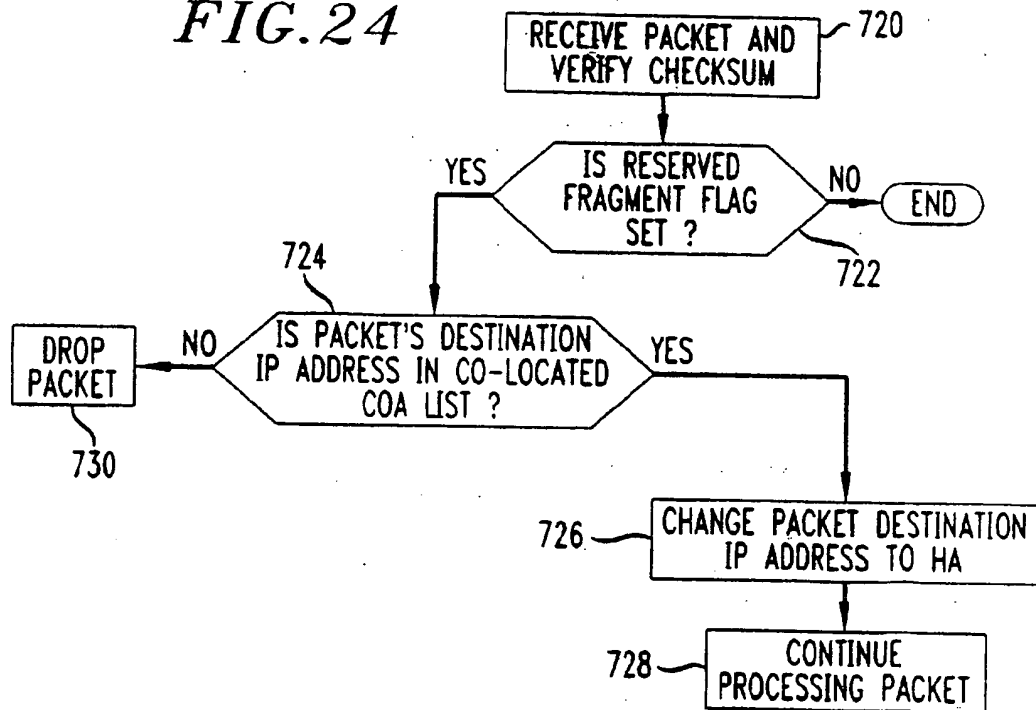 FIG. 24
RECEIVE PACKET AND
VERIFY CHECKSUM
720
IS RESERVED
FRAGMENT FLAG
SET ?
YES
NO
END
722
724
IS PACKET'S DESTINATION
IP ADDRESS IN CO-LOCATED
COA LIST ?
NO
YES
DROP
PACKET
730
726
CHANGE PACKET DESTINATION
IP ADDRESS TO HA
728
CONTINUE
PROCESSING PACKET